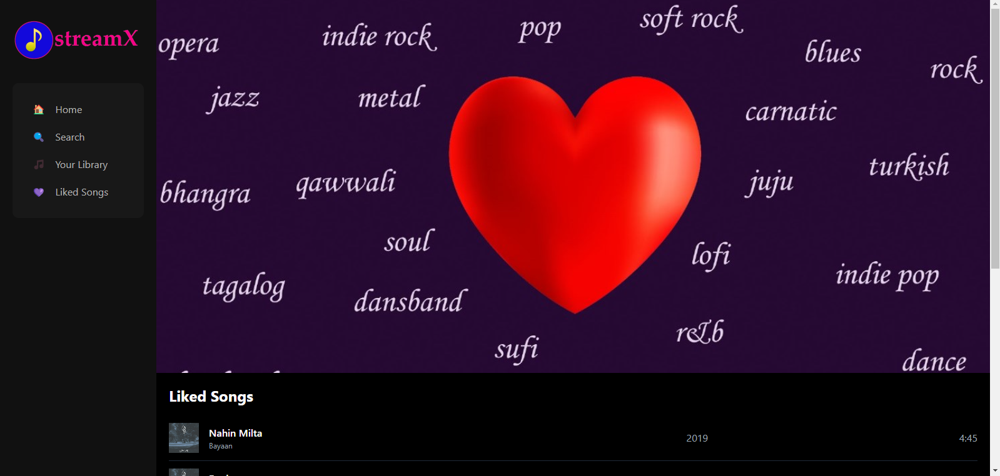 streamX
Home
Search
Your Library
Liked Songs
soft rock
pop
indie rock
opera
blues
rock
jazz
metal
carnatic
turkish
qawwali
juju
bhangra
soul
lofi
indie pop
tagalog
dansband
r&b
sufi
dance
Liked Songs
Nahin Milta
Bayaan
2019
4:45